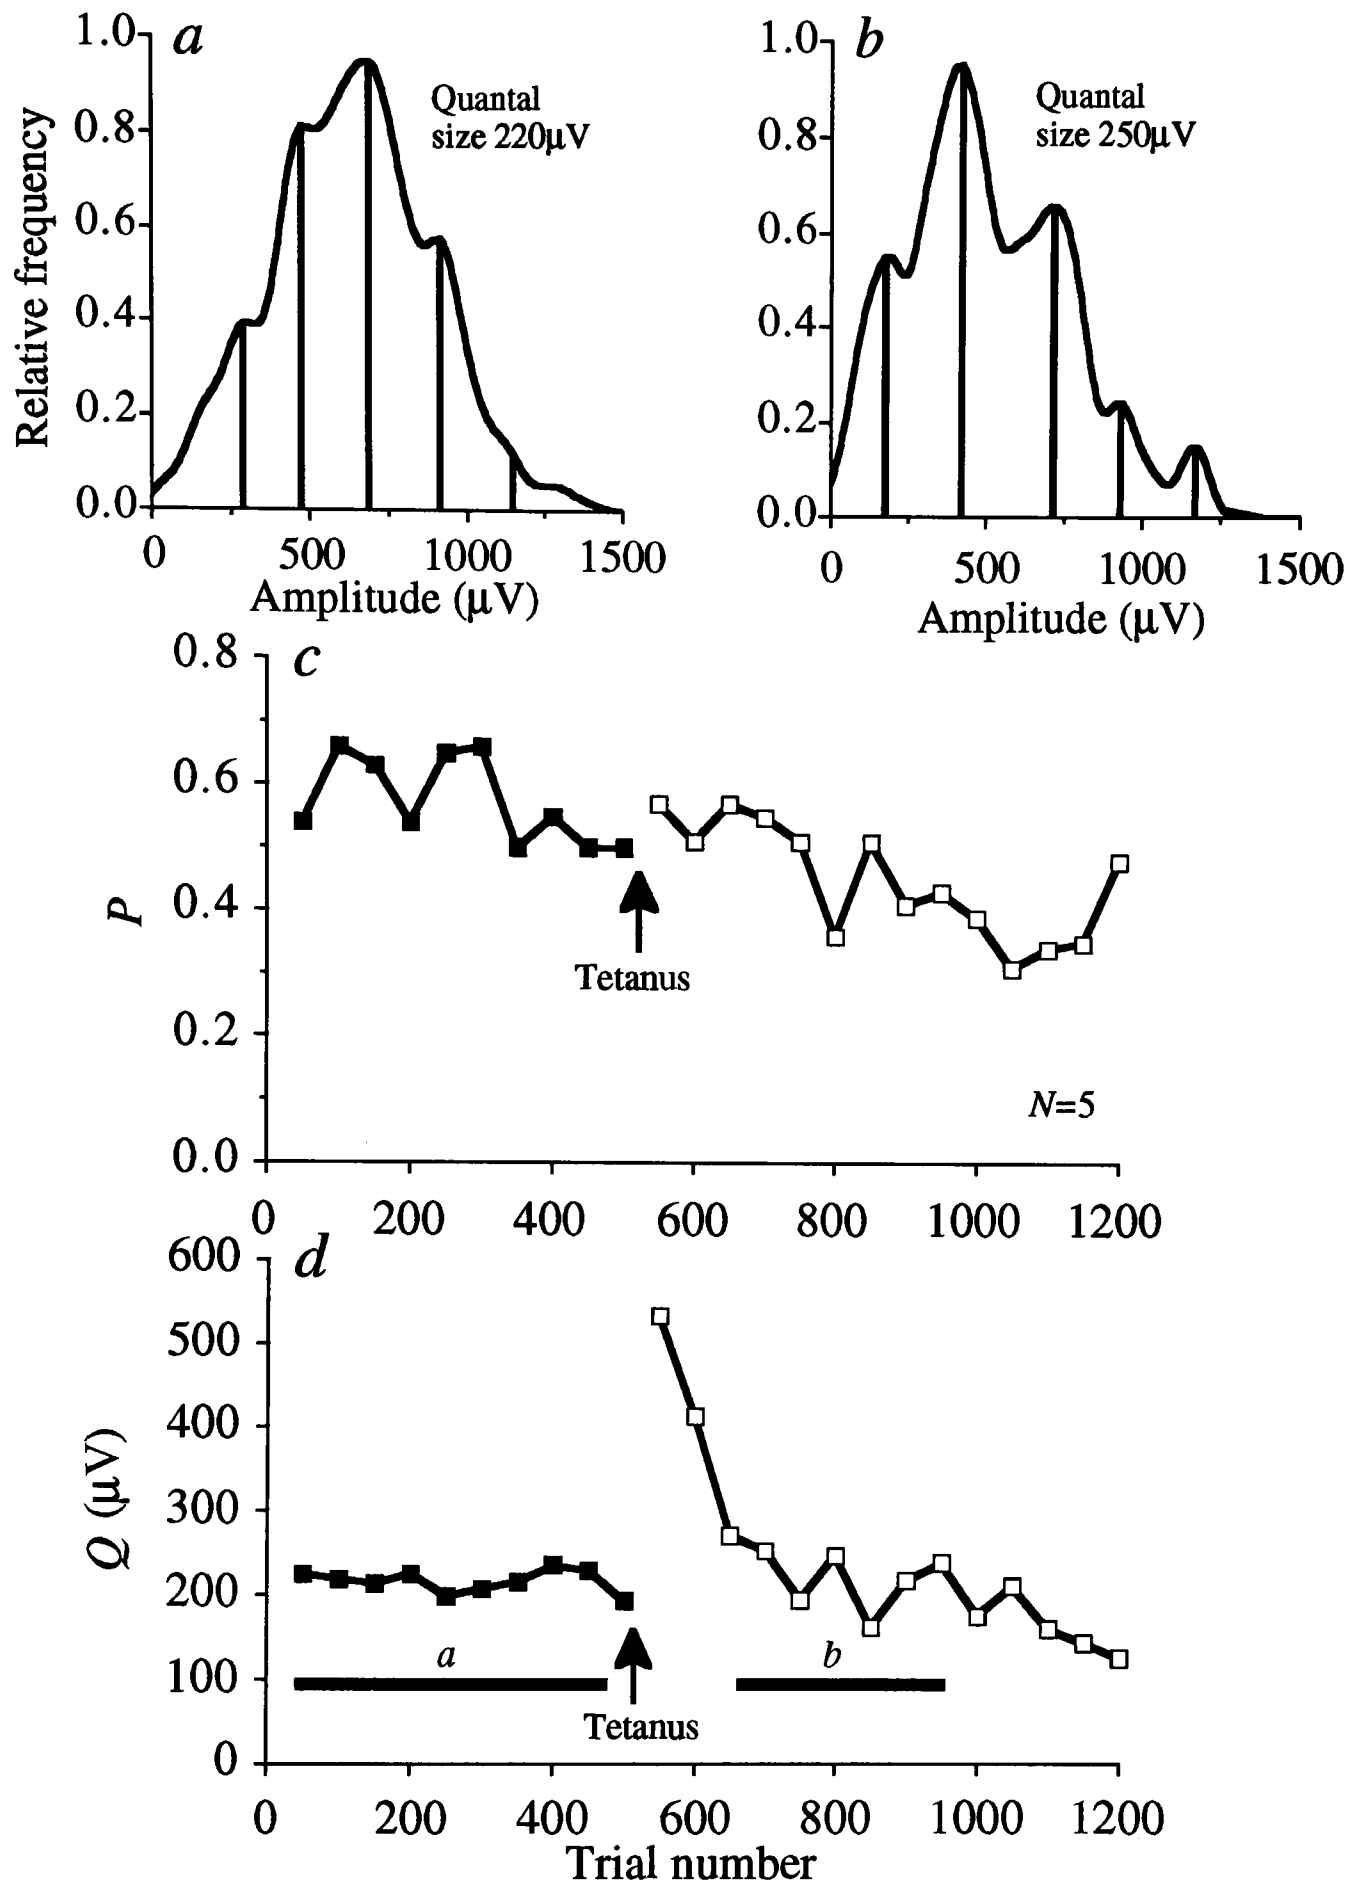 a
1.0
0.8
0.6
0.4
0.2
0.0
Relative frequency
Quantal
size 220µV
0 500 1000 1500
Amplitude (µV)
b
1.0
0.8
0.6
0.4
0.2
0.0
Quantal
size 250µV
0 500 1000 1500
Amplitude (µV)
c
0.8
0.6
0.4
0.2
0.0
P
Tetanus
N=5
0 200 400 600 800 1000 1200
d
600
500
400
300
200
100
0
Q (µV)
a
b
Tetanus
0 200 400 600 800 1000 1200
Trial number